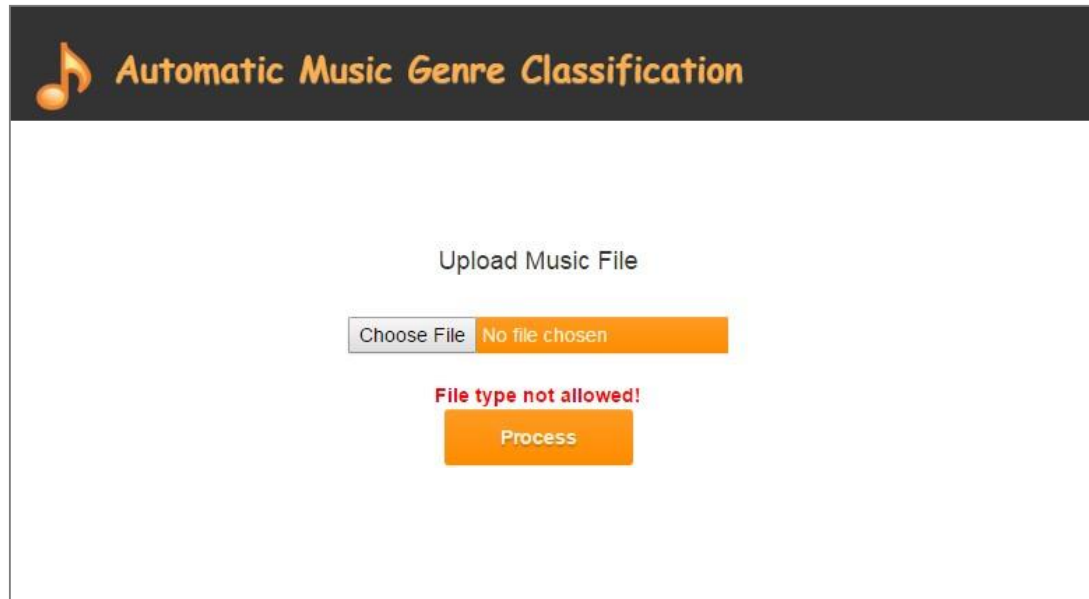 Automatic Music Genre Classification
Upload Music File
Choose File No file chosen
File type not allowed!
Process